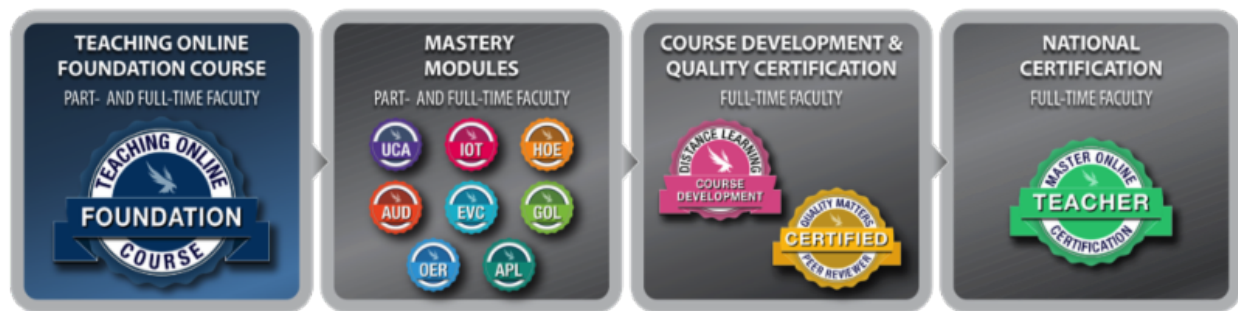 TEACHING ONLINE
FOUNDATION COURSE
PART- AND FULL-TIME FACULTY
TEACHING ONLINE
FOUNDATION
COURSE
MASTERY
MODULES
PART- AND FULL-TIME FACULTY
UCA
IOT
HOE
AUD
EVC
GOL
OER
APL
COURSE DEVELOPMENT &
QUALITY CERTIFICATION
FULL-TIME FACULTY
DISTANCE LEARNING
COURSE
DEVELOPMENT
QUALITY MATTERS
CERTIFIED
PEER REVIEWER
NATIONAL
CERTIFICATION
FULL-TIME FACULTY
MASTER ONLINE
TEACHER
CERTIFICATION